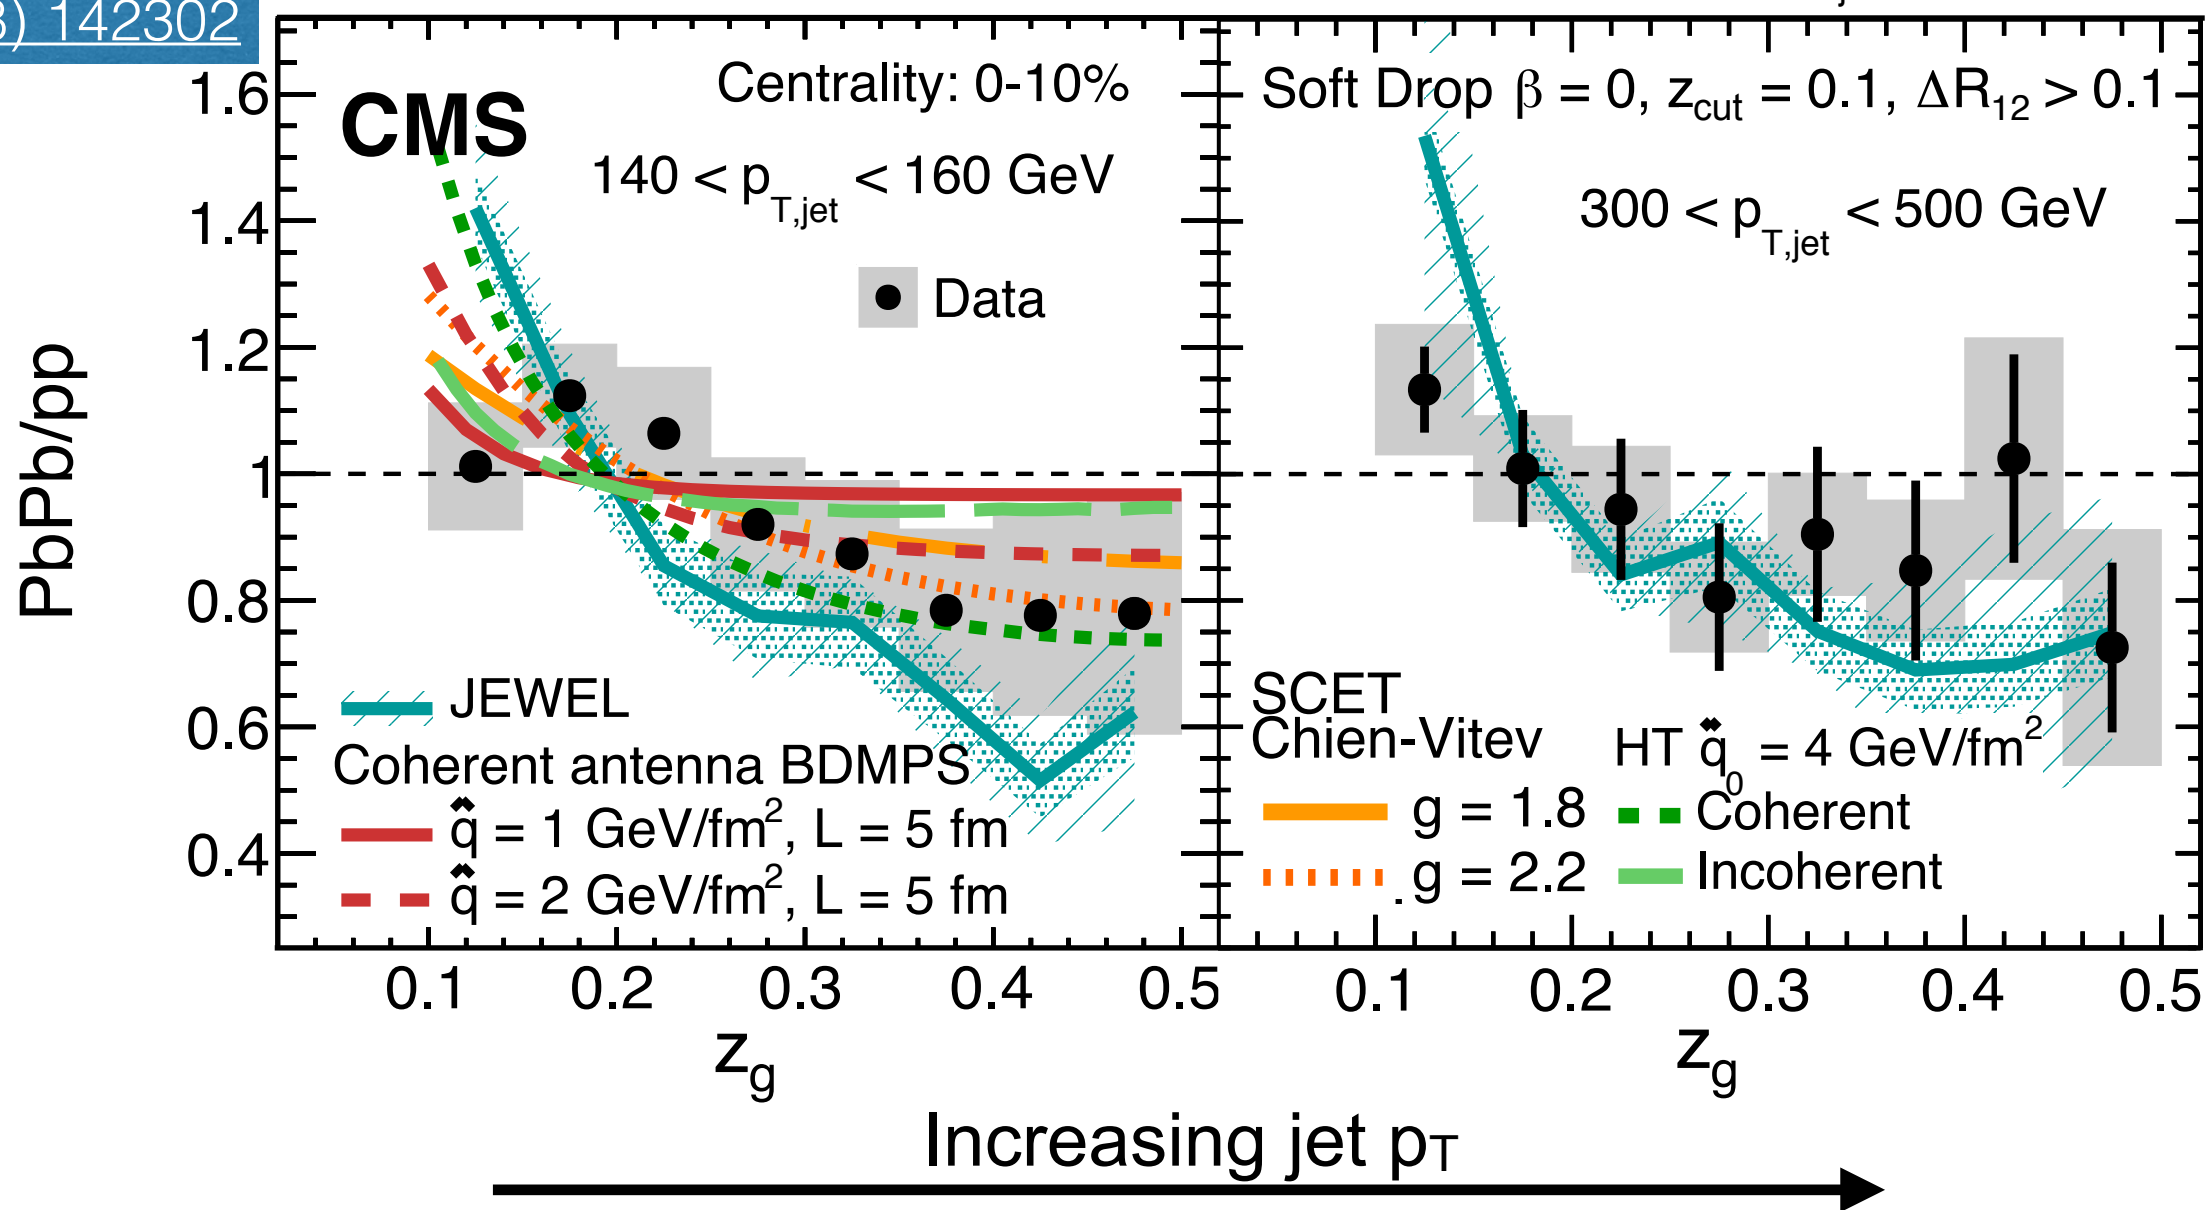 3) 142302
PbPb/pp
1.6
1.4
1.2
1
0.8
0.6
0.4
CMS
Centrality: 0-10%
140 < p_T,jet < 160 GeV
Data
JEWEL
Coherent antenna BDMPS
q̂ = 1 GeV/fm², L = 5 fm
q̂ = 2 GeV/fm², L = 5 fm
0.1 0.2 0.3 0.4 0.5
z_g
Soft Drop β = 0, z_cut = 0.1, ΔR_12 > 0.1
300 < p_T,jet < 500 GeV
SCET
Chien-Vitev
g = 1.8
g = 2.2
HT q̂_0 = 4 GeV/fm²
Coherent
Incoherent
0.1 0.2 0.3 0.4 0.5
z_g
Increasing jet p_T